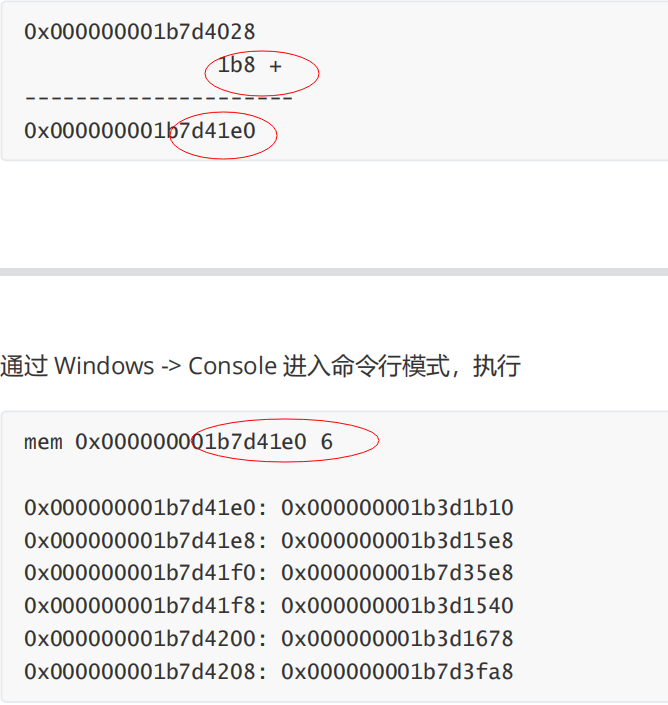 0x000000001b7d4028
1b8 +
---------------------
0x000000001b7d41e0
通过 Windows -> Console 进入命令行模式，执行
mem 0x000000001b7d41e0 6
0x000000001b7d41e0: 0x000000001b3d1b10
0x000000001b7d41e8: 0x000000001b3d15e8
0x000000001b7d41f0: 0x000000001b7d35e8
0x000000001b7d41f8: 0x000000001b3d1540
0x000000001b7d4200: 0x000000001b3d1678
0x000000001b7d4208: 0x000000001b7d3fa8